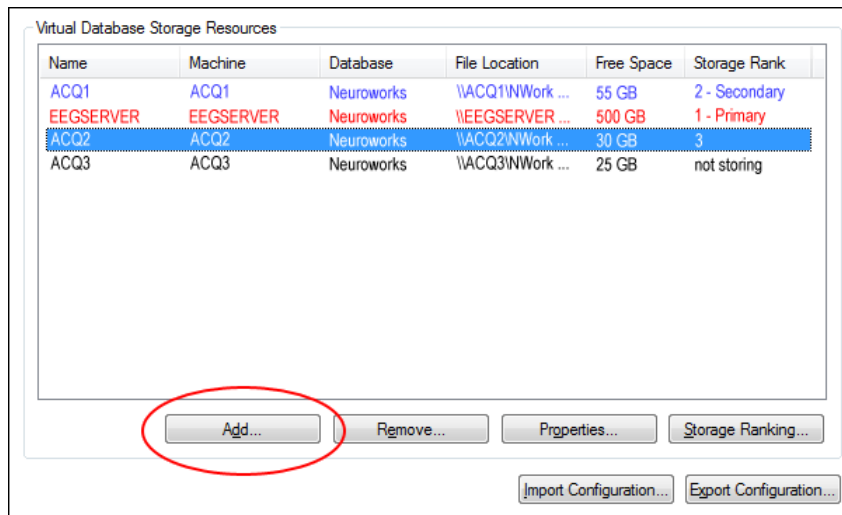 Virtual Database Storage Resources
Name Machine Database File Location Free Space Storage Rank
ACQ1 ACQ1 Neuroworks \\ACQ1\NWork ... 55 GB 2 - Secondary
EEGSERVER EEGSERVER Neuroworks \\EEGSERVER ... 500 GB 1 - Primary
ACQ2 ACQ2 Neuroworks \\ACQ2\NWork ... 30 GB 3
ACQ3 ACQ3 Neuroworks \\ACQ3\NWork ... 25 GB not storing
Add... Remove... Properties... Storage Ranking...
Import Configuration... Export Configuration...